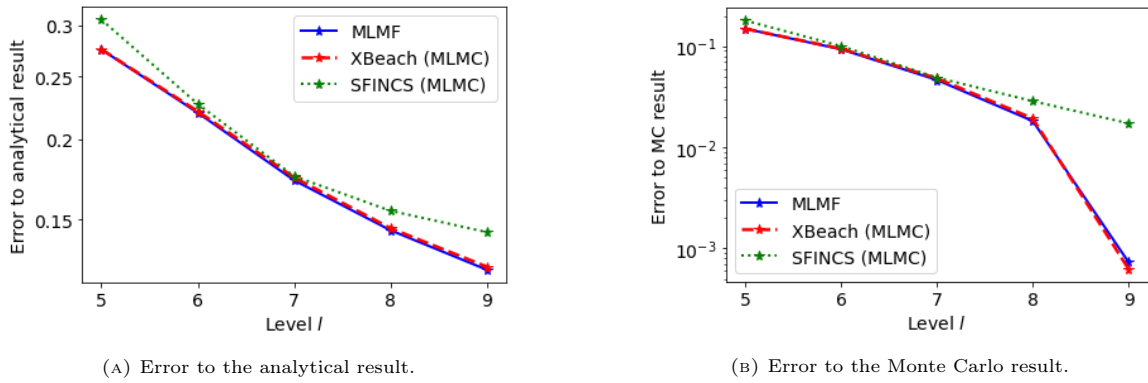 0.3
0.25
0.2
0.15
Error to analytical result
5 6 7 8 9
Level l
MLMF
XBeach (MLMC)
SFINCS (MLMC)
(A) Error to the analytical result.
10⁻¹
10⁻²
10⁻³
Error to MC result
5 6 7 8 9
Level l
MLMF
XBeach (MLMC)
SFINCS (MLMC)
(B) Error to the Monte Carlo result.